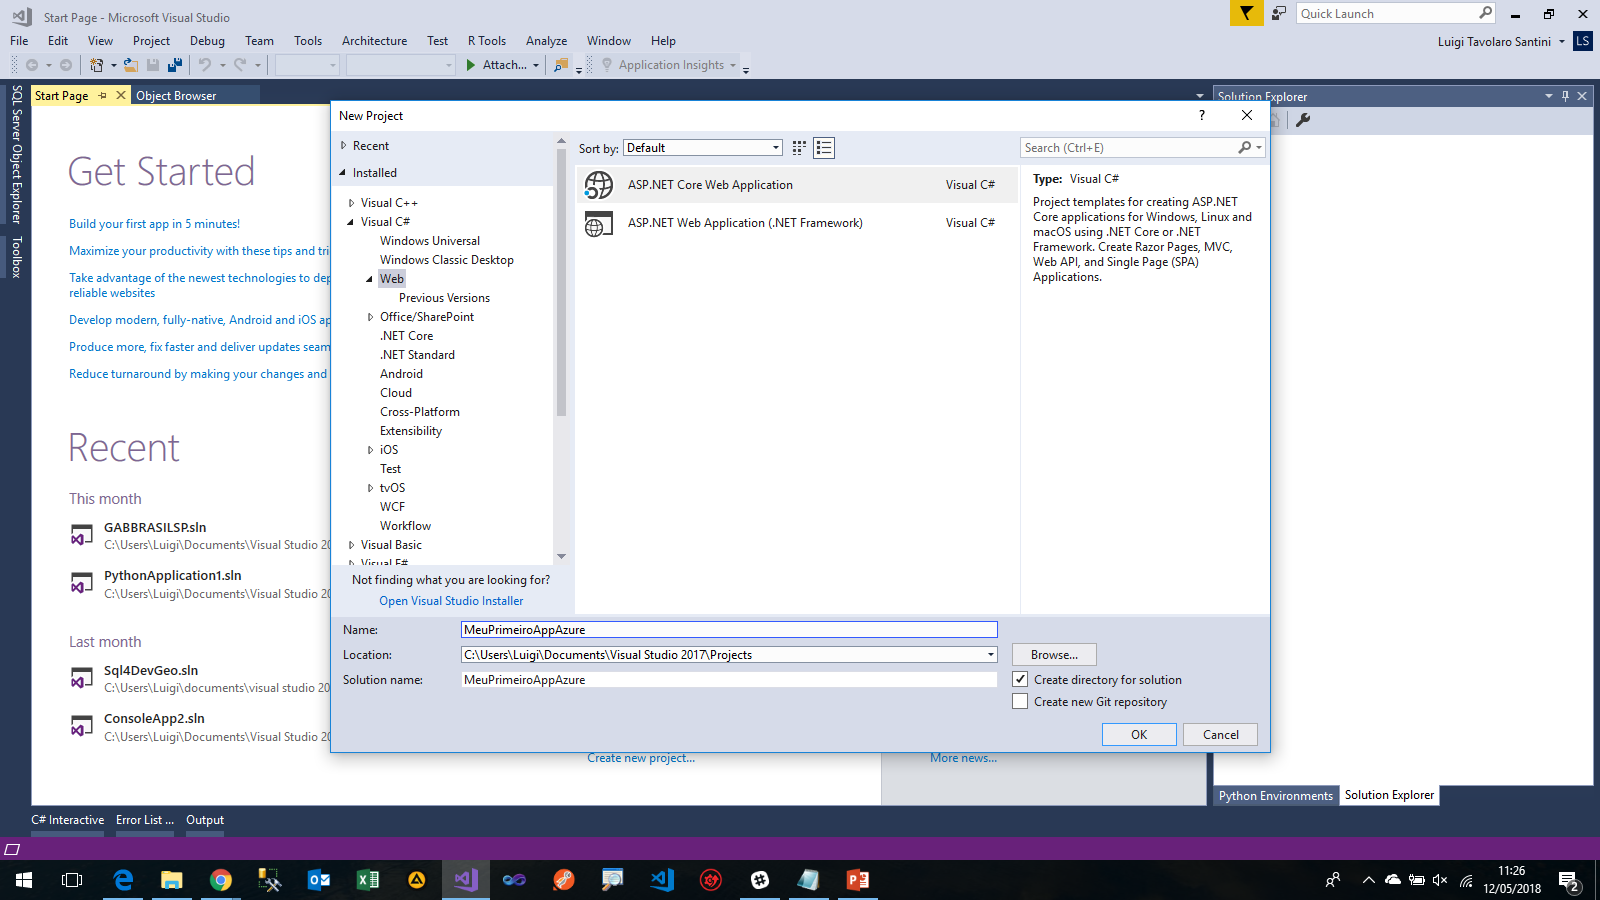 Start Page - Microsoft Visual Studio
Quick Launch
File Edit View Project Debug Team Tools Architecture Test R Tools Analyze Window Help
Luigi Tavolaro Santini LS
Attach...
Application Insights
SQL Server Object Explorer
Toolbox
Start Page
Object Browser
Solution Explorer
Get Started
Build your first app in 5 minutes!
Maximize your productivity with these tips and
Take advantage of the newest technologies to
reliable websites
Develop modern, fully-native, Android and iOS
Produce more, fix faster and deliver updates
Reduce turnaround by making your changes and
Recent
This month
GABBRASILSP.sln
C:\Users\Luigi\Documents\Visual Studio 20
PythonApplication1.sln
C:\Users\Luigi\Documents\Visual Studio 20
Last month
Sql4DevGeo.sln
C:\Users\Luigi\documents\visual studio 20
ConsoleApp2.sln
C:\Users\Luigi\Documents\Visual Studio 20
New Project
?
Recent
Installed
Visual C++
Visual C#
Windows Universal
Windows Classic Desktop
Web
Previous Versions
Office/SharePoint
.NET Core
.NET Standard
Android
Cloud
Cross-Platform
Extensibility
iOS
Test
tvOS
WCF
Workflow
Visual Basic
Visual F#
Not finding what you are looking for?
Open Visual Studio Installer
Sort by: Default
Search (Ctrl+E)
ASP.NET Core Web Application Visual C#
ASP.NET Web Application (.NET Framework) Visual C#
Type: Visual C#
Project templates for creating ASP.NET
Core applications for Windows, Linux and
macOS using .NET Core or .NET
Framework. Create Razor Pages, MVC,
Web API, and Single Page (SPA)
Applications.
Name: MeuPrimeiroAppAzure
Location: C:\Users\Luigi\Documents\Visual Studio 2017\Projects
Browse...
Solution name: MeuPrimeiroAppAzure
Create directory for solution
Create new Git repository
OK Cancel
Create new project...
More news...
Python Environments Solution Explorer
C# Interactive Error List ... Output
11:26
12/05/2018
2